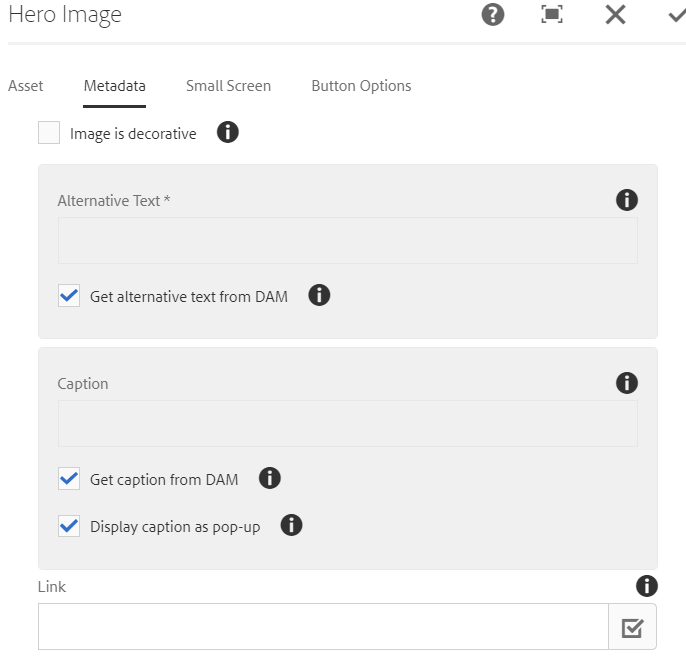 Hero Image
Asset Metadata Small Screen Button Options
Image is decorative
Alternative Text *
Get alternative text from DAM
Caption
Get caption from DAM
Display caption as pop-up
Link